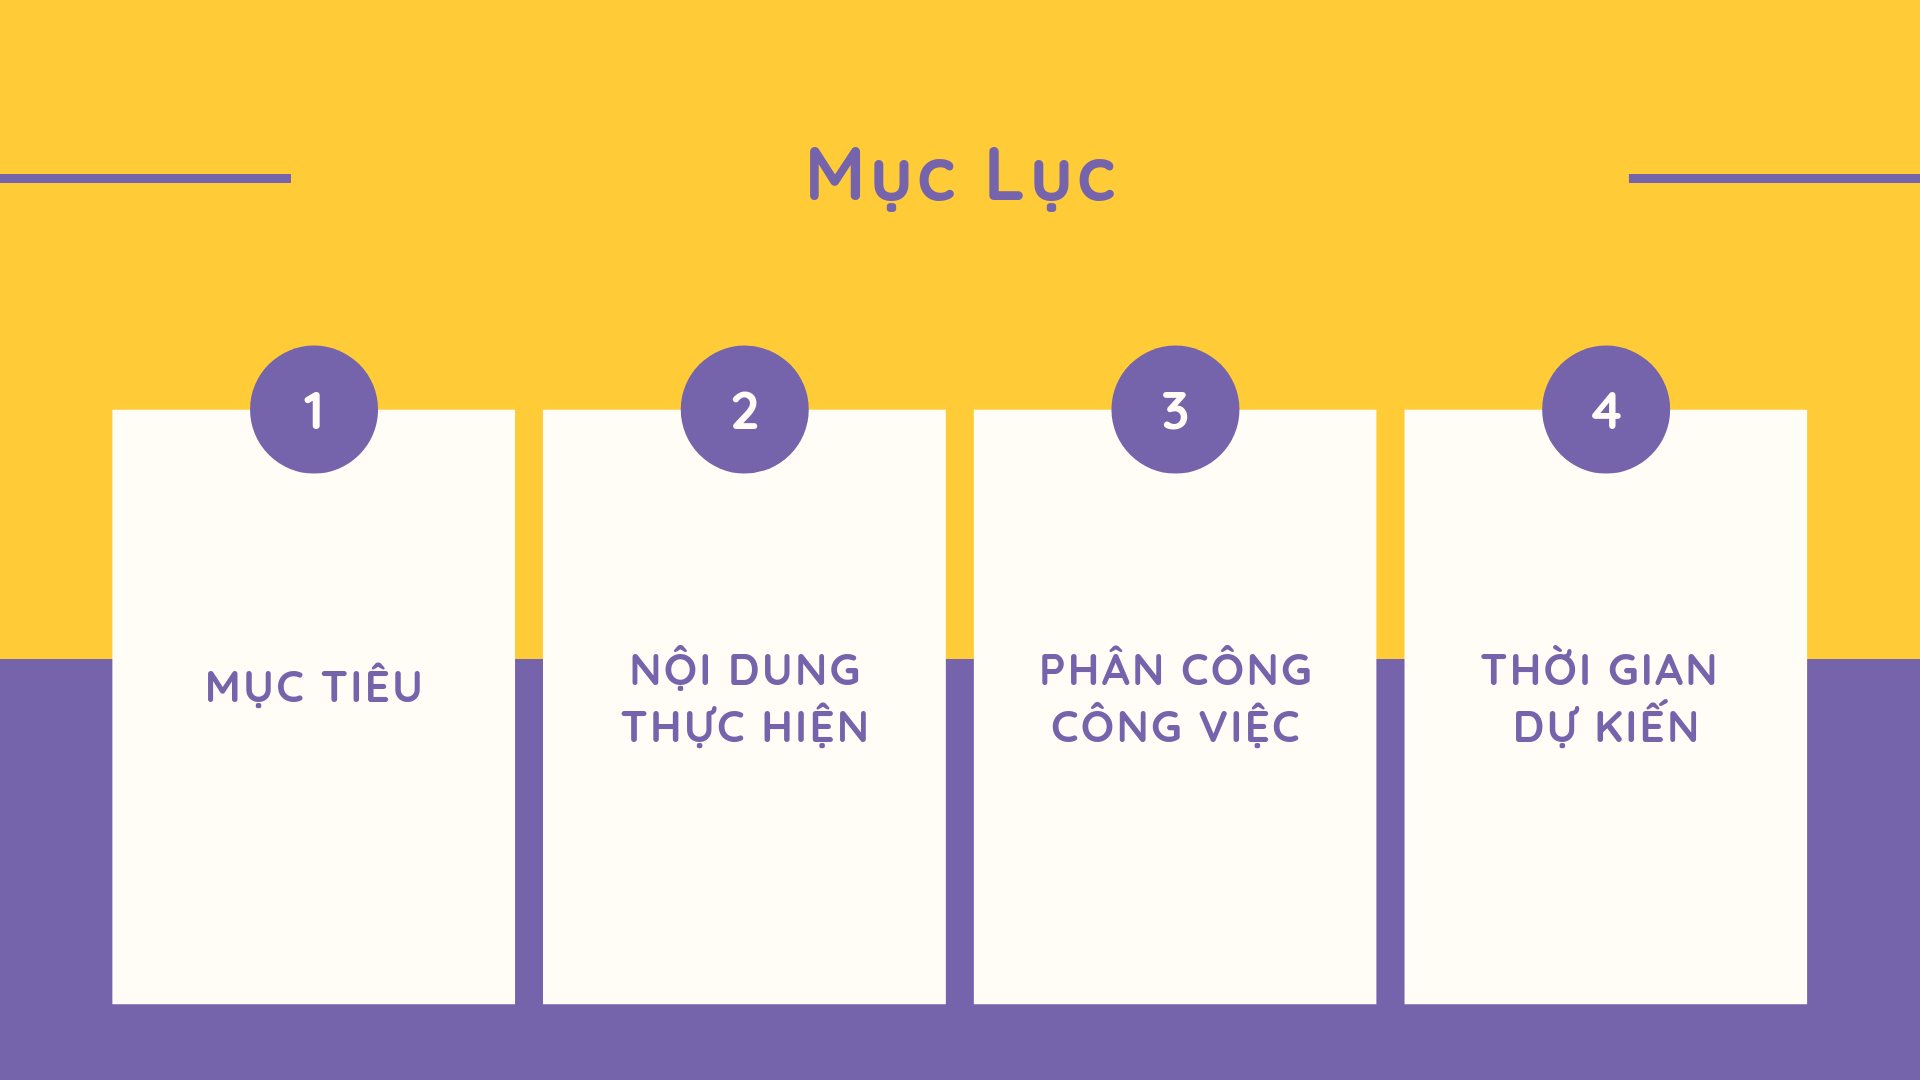 Mục Lục
1
MỤC TIÊU
2
NỘI DUNG
THỰC HIỆN
3
PHÂN CÔNG
CÔNG VIỆC
4
THỜI GIAN
DỰ KIẾN